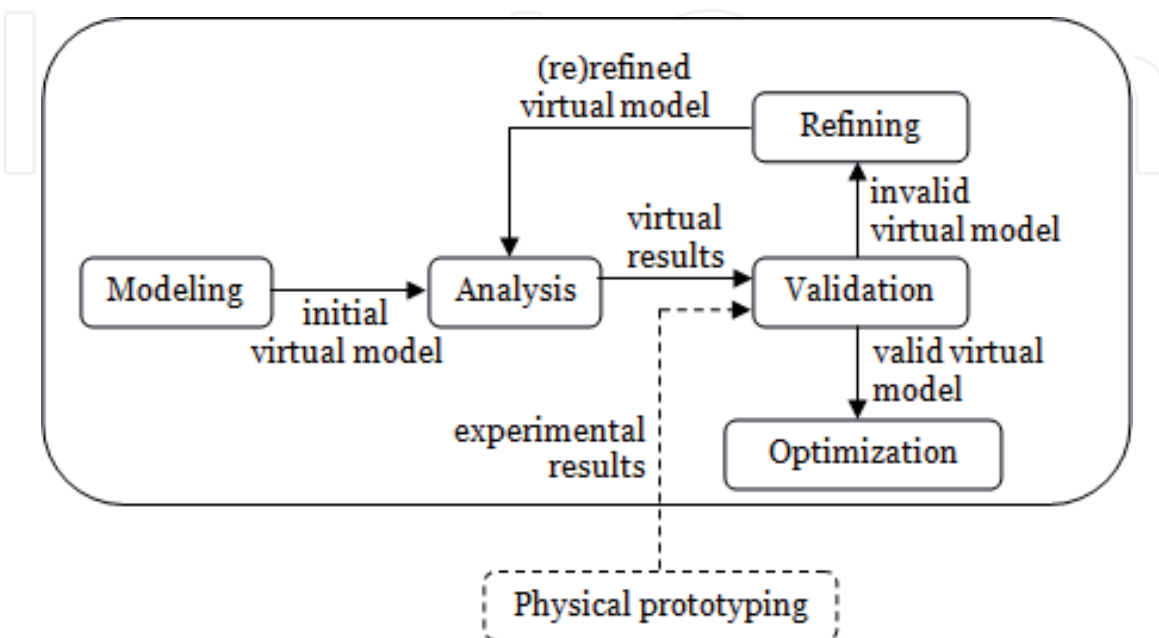 (re)refined
virtual model
Refining
invalid
virtual model
virtual
results
Modeling
Analysis
Validation
initial
virtual model
valid virtual
model
experimental
results
Optimization
Physical prototyping